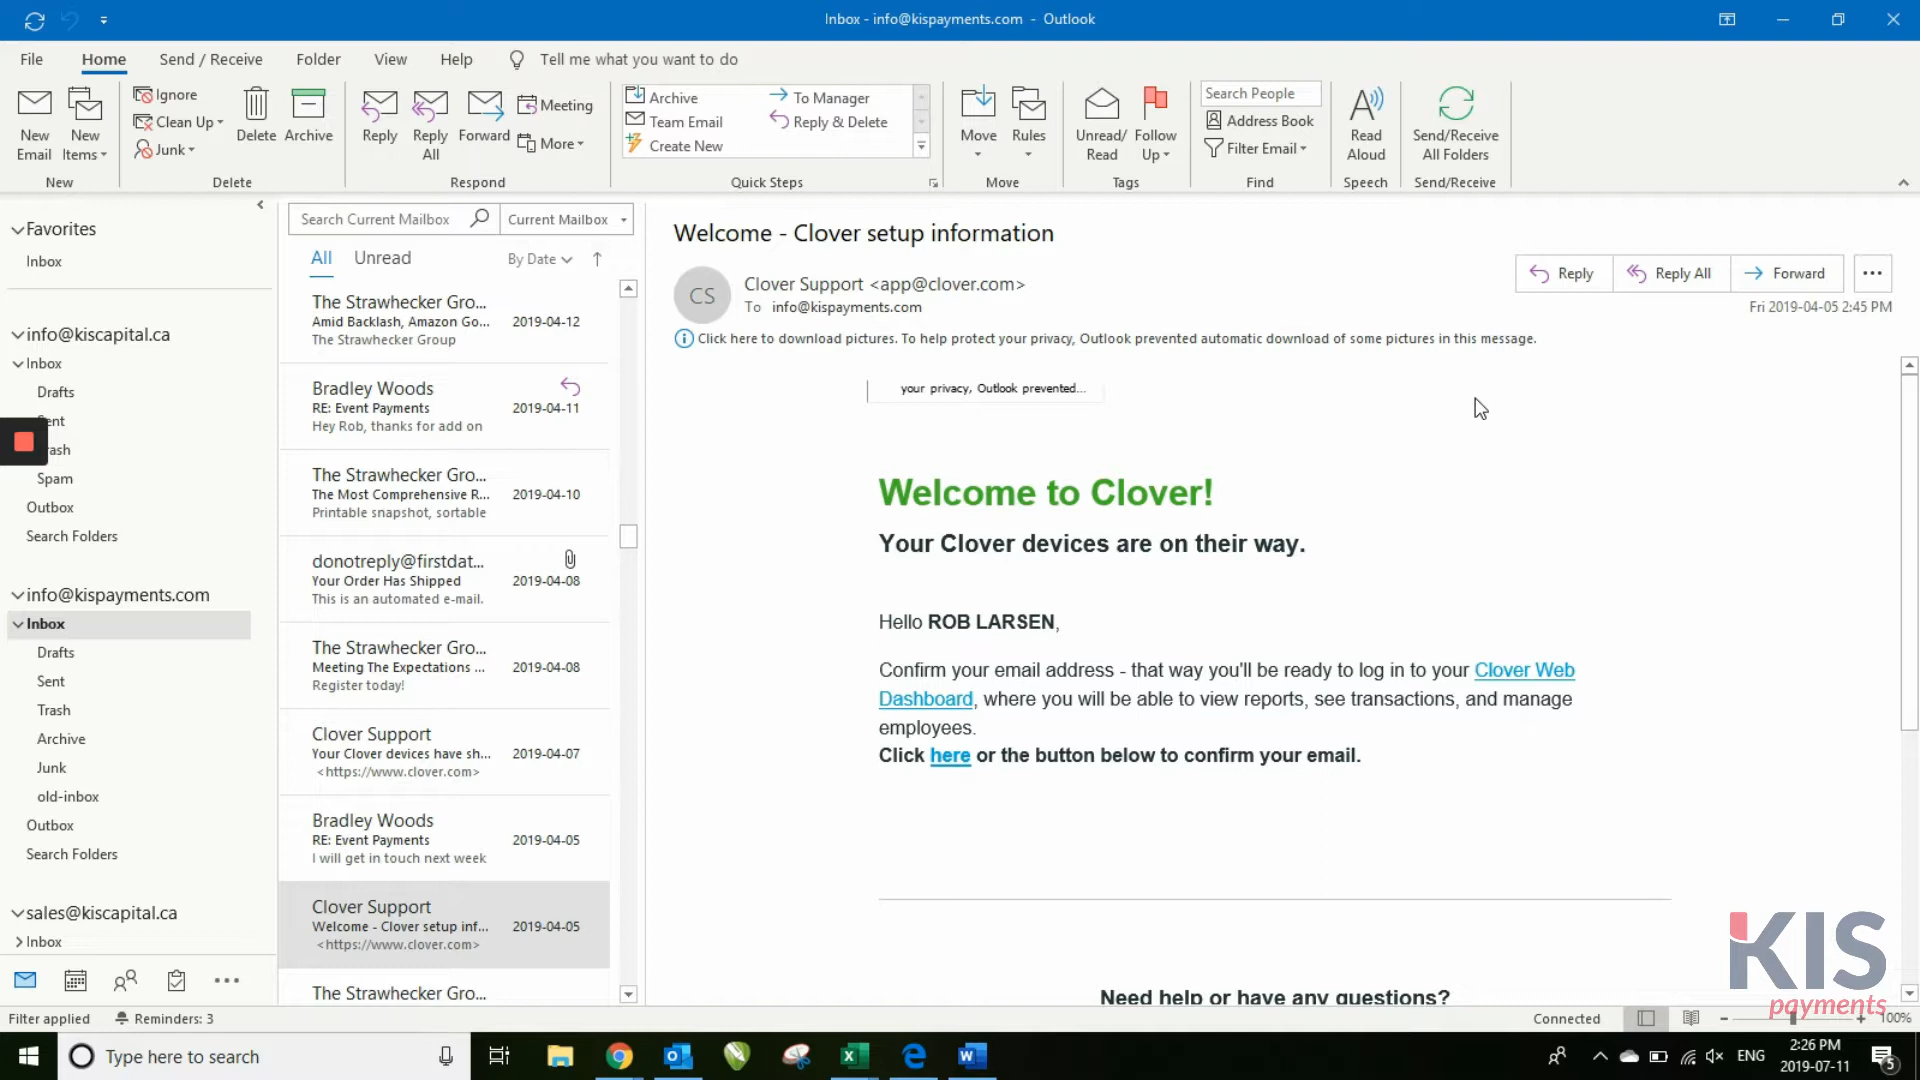 Inbox - info@kispayments.com - Outlook
File Home Send / Receive Folder View Help Tell me what you want to do
New Email
New Items
New
Ignore
Clean Up
Junk
Delete
Archive
Delete
Reply
Reply All
Forward
Meeting
More
Respond
Archive
Team Email
Create New
To Manager
Reply & Delete
Quick Steps
Move
Rules
Move
Unread/ Read
Follow Up
Tags
Search People
Address Book
Filter Email
Find
Read Aloud
Speech
Send/Receive All Folders
Send/Receive
Favorites
Inbox
info@kiscapital.ca
Inbox
Drafts
ent
rash
Spam
Outbox
Search Folders
info@kispayments.com
Inbox
Drafts
Sent
Trash
Archive
Junk
old-inbox
Outbox
Search Folders
sales@kiscapital.ca
Inbox
Search Current Mailbox
Current Mailbox
All Unread By Date
The Strawhecker Gro...
Amid Backlash, Amazon Go... 2019-04-12
The Strawhecker Group
Bradley Woods
RE: Event Payments 2019-04-11
Hey Rob, thanks for add on
The Strawhecker Gro...
The Most Comprehensive R... 2019-04-10
Printable snapshot, sortable
donotreply@firstdat...
Your Order Has Shipped 2019-04-08
This is an automated e-mail.
The Strawhecker Gro...
Meeting The Expectations ... 2019-04-08
Register today!
Clover Support
Your Clover devices have sh... 2019-04-07
<https://www.clover.com>
Bradley Woods
RE: Event Payments 2019-04-05
I will get in touch next week
Clover Support
Welcome - Clover setup inf... 2019-04-05
<https://www.clover.com>
The Strawhecker Gro...
Welcome - Clover setup information
CS
Clover Support <app@clover.com>
To info@kispayments.com
Reply Reply All Forward
Fri 2019-04-05 2:45 PM
Click here to download pictures. To help protect your privacy, Outlook prevented automatic download of some pictures in this message.
your privacy, Outlook prevented...
Welcome to Clover!
Your Clover devices are on their way.
Hello ROB LARSEN,
Confirm your email address - that way you'll be ready to log in to your Clover Web
Dashboard, where you will be able to view reports, see transactions, and manage
employees.
Click here or the button below to confirm your email.
Need help or have any questions?
KIS
payments
Filter applied Reminders: 3 Connected 100%
Type here to search
ENG
2:26 PM
2019-07-11
5